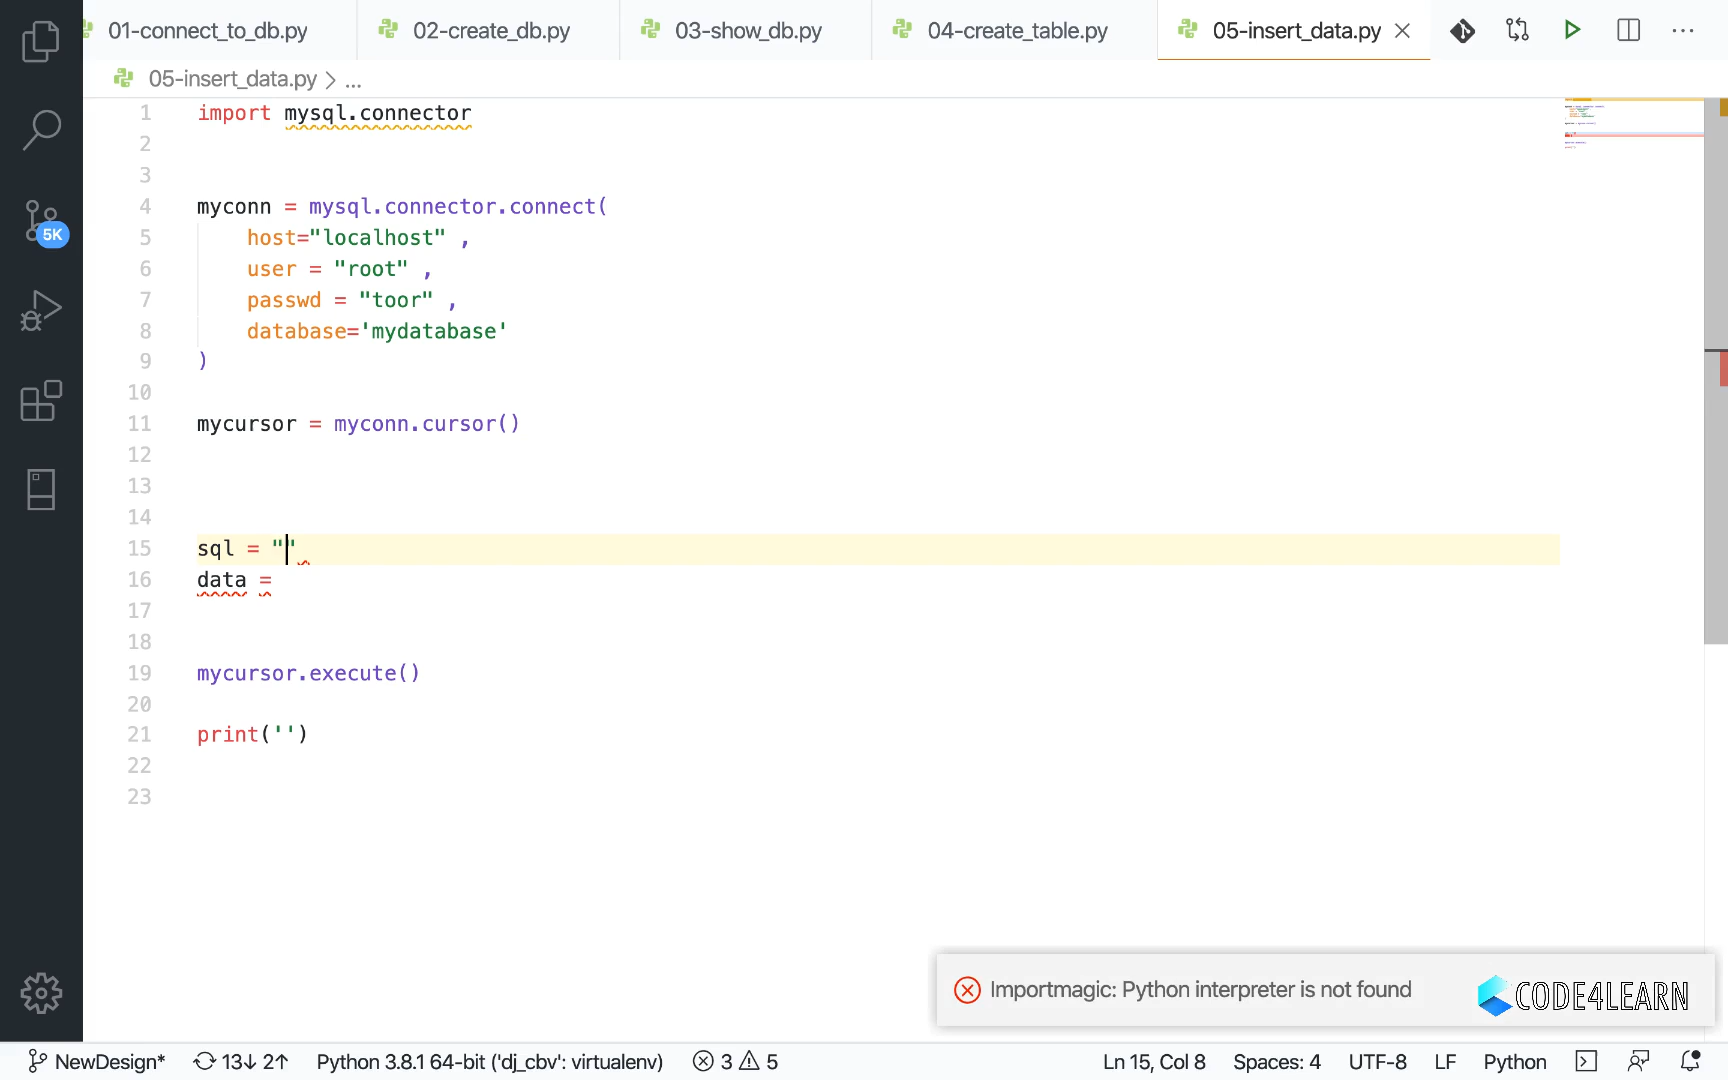 01-connect_to_db.py
02-create_db.py
03-show_db.py
04-create_table.py
05-insert_data.py
05-insert_data.py > ...
5K
1 import mysql.connector
2
3
4 myconn = mysql.connector.connect(
5 host="localhost" ,
6 user = "root" ,
7 passwd = "toor" ,
8 database='mydatabase'
9 )
10
11 mycursor = myconn.cursor()
12
13
14
15 sql = ""
16 data =
17
18
19 mycursor.execute()
20
21 print('')
22
23
Importmagic: Python interpreter is not found
CODE4LEARN
NewDesign* 13↓ 2↑ Python 3.8.1 64-bit ('dj_cbv': virtualenv) 3 5 Ln 15, Col 8 Spaces: 4 UTF-8 LF Python